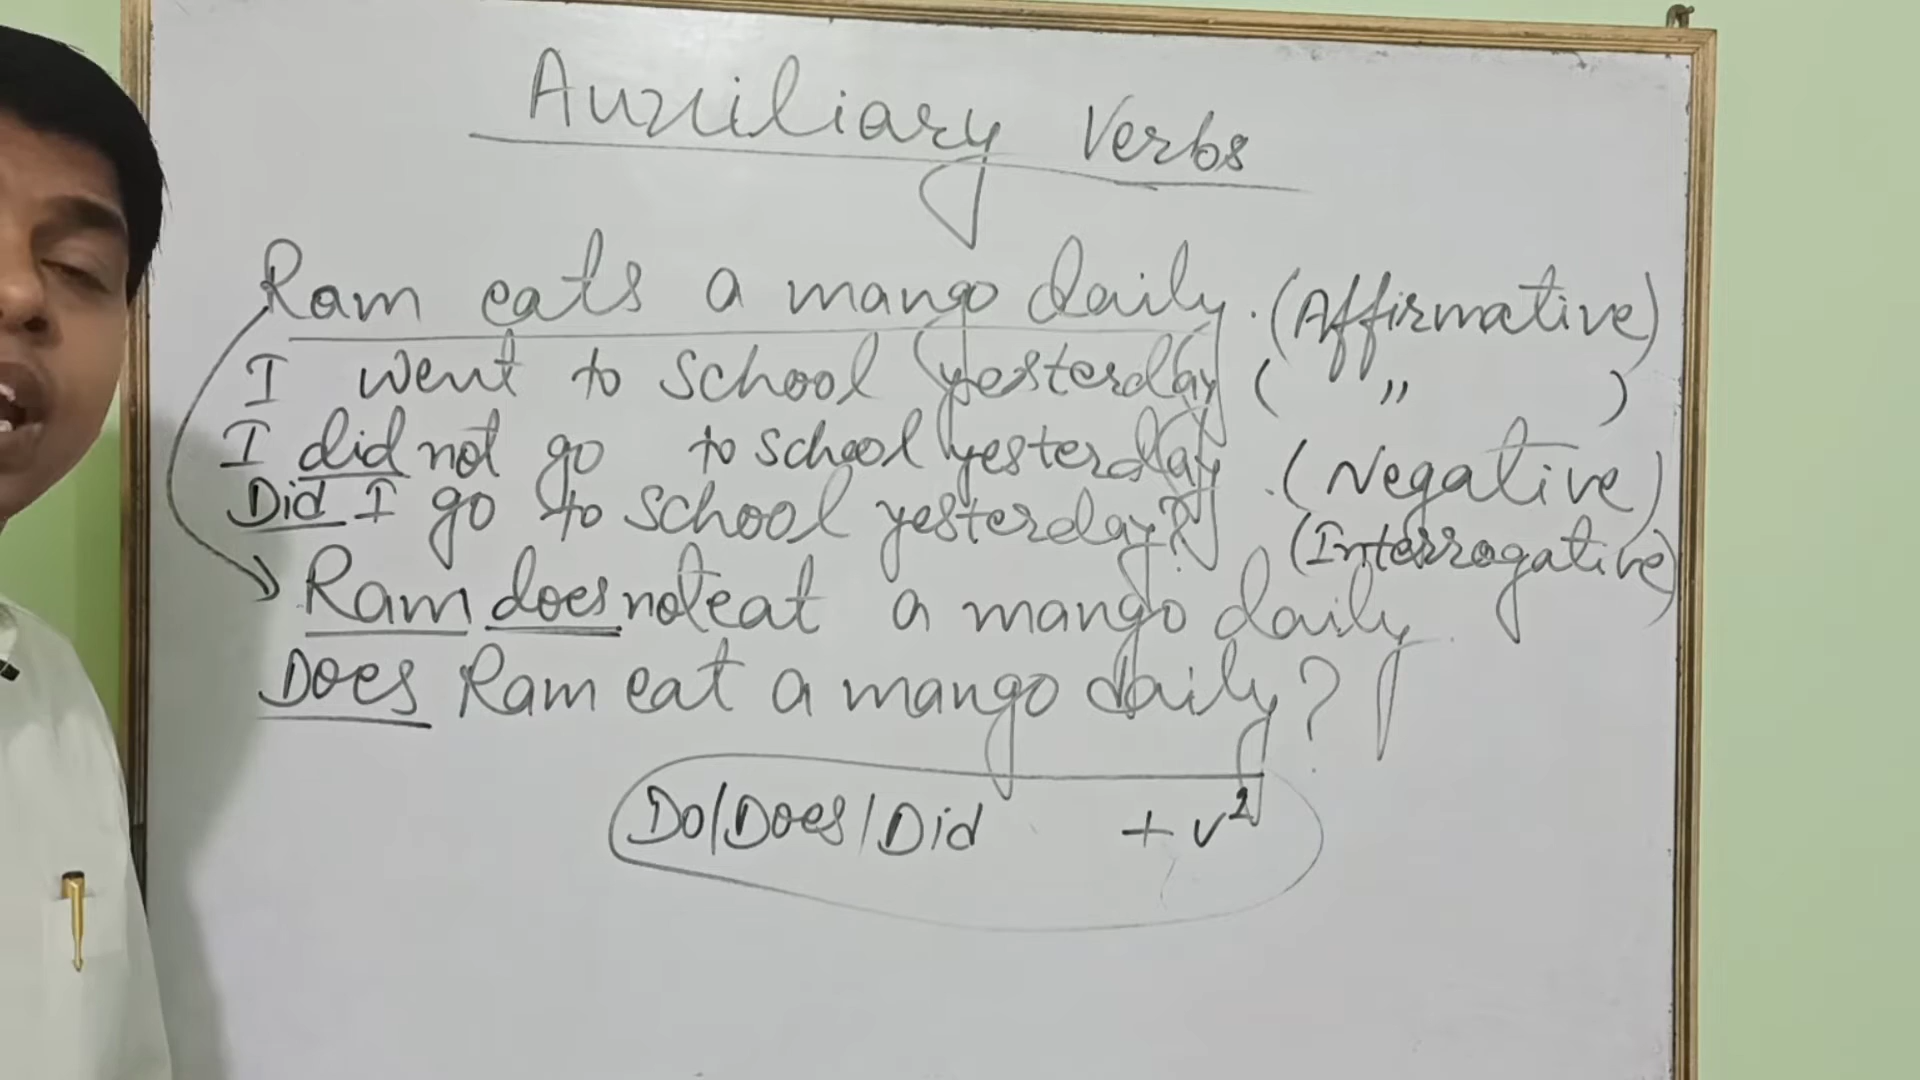 Auxiliary Verbs
Ram eats a mango daily. (Affirmative)
I went to school yesterday ( " )
I did not go to school yesterday. (Negative)
Did I go to school yesterday? (Interrogative)
Ram does not eat a mango daily.
Does Ram eat a mango daily?
Do/Does/Did + v²